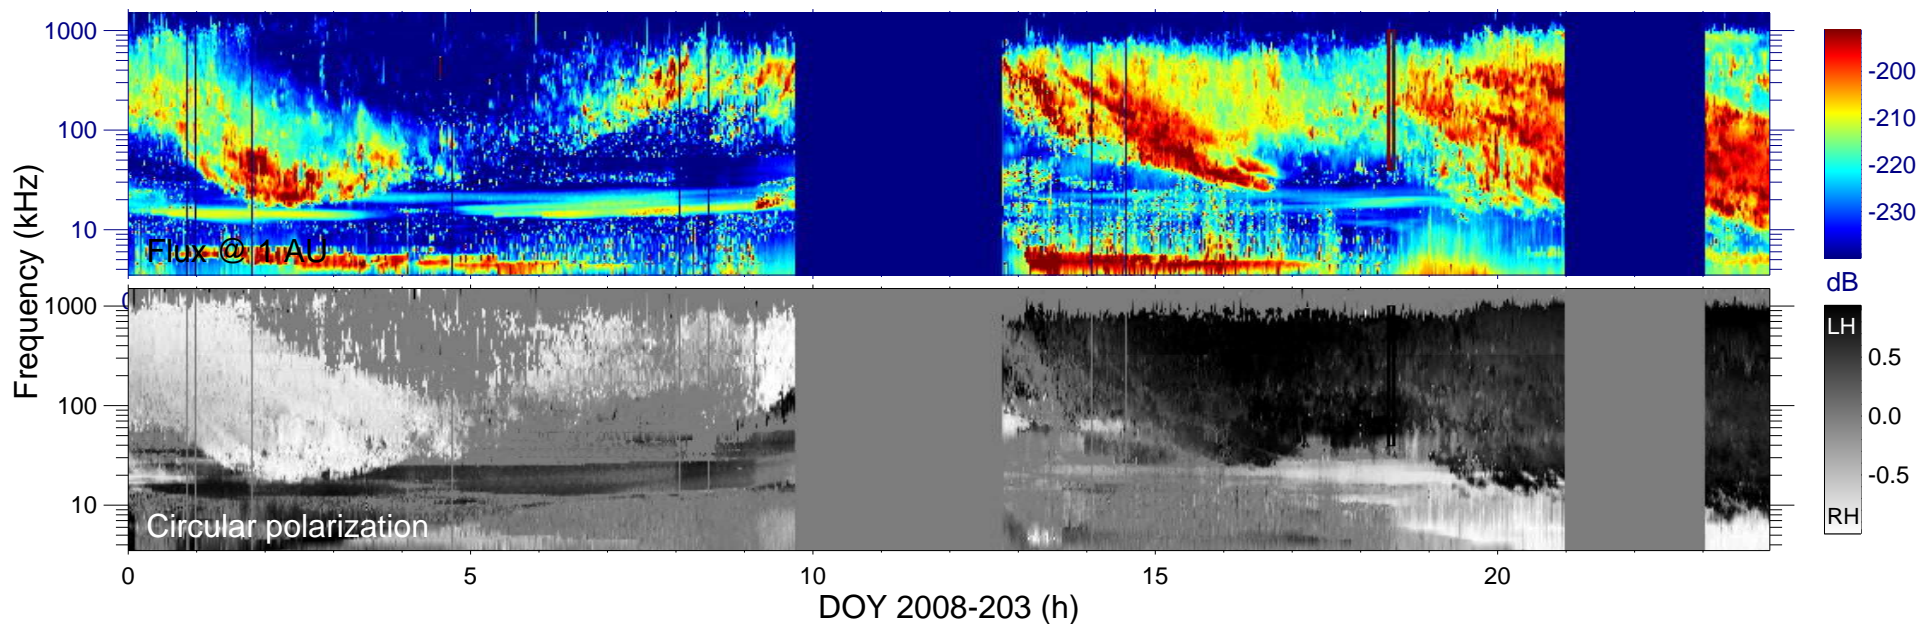 1000
100
10
Flux @ 1 AU
0
-200
-210
-220
-230
dB
Frequency (kHz)
1000
100
10
Circular polarization
LH
0.5
0.0
-0.5
RH
0 5 10 15 20
DOY 2008-203 (h)